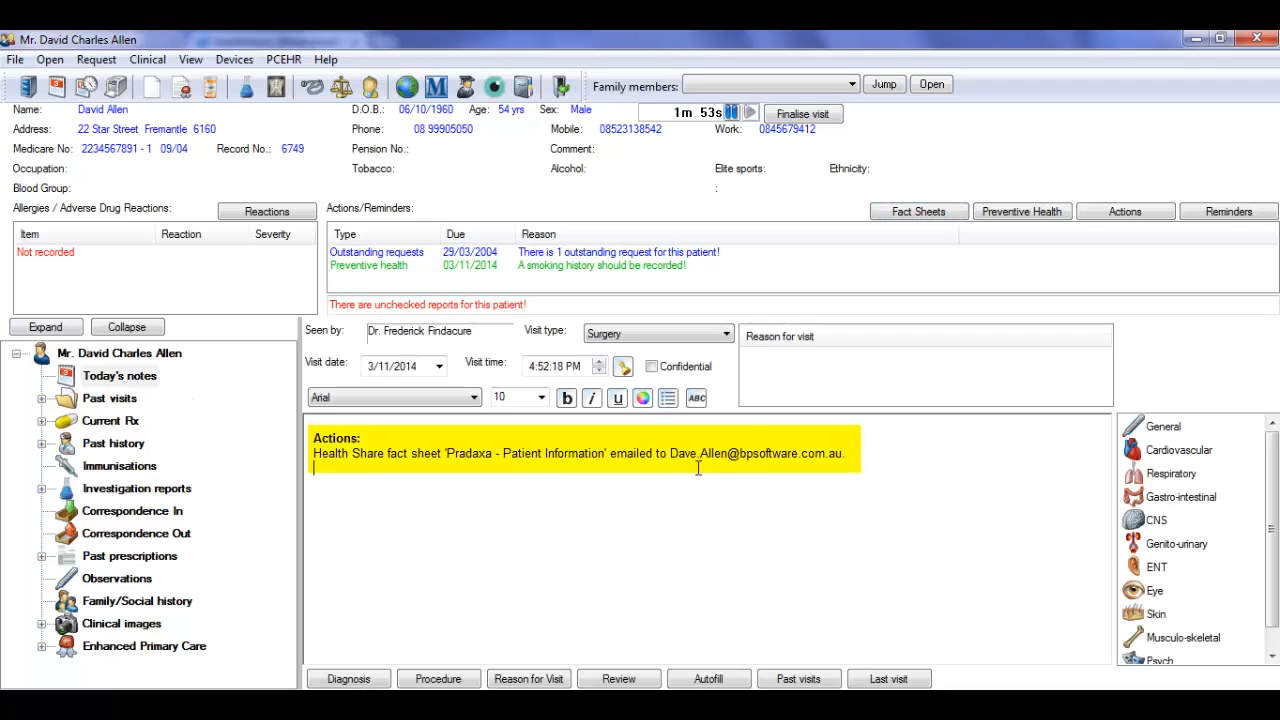 Mr. David Charles Allen
File Open Request Clinical View Devices PCEHR Help
Family members: Jump Open
Name: David Allen D.O.B.: 06/10/1960 Age: 54 yrs Sex: Male 1m 53s Finalise visit
Address: 22 Star Street Fremantle 6160 Phone: 08 99905050 Mobile: 08523138542 Work: 0845679412
Medicare No: 2234567891 - 1 09/04 Record No.: 6749 Pension No.: Comment:
Occupation: Tobacco: Alcohol: Elite sports: Ethnicity:
Blood Group: :
Allergies / Adverse Drug Reactions: Reactions Actions/Reminders: Fact Sheets Preventive Health Actions Reminders
Item Reaction Severity Type Due Reason
Not recorded Outstanding requests 29/03/2004 There is 1 outstanding request for this patient!
Preventive health 03/11/2014 A smoking history should be recorded!
There are unchecked reports for this patient!
Expand Collapse Seen by: Dr. Frederick Findacure Visit type: Surgery Reason for visit
Visit date: 3/11/2014 Visit time: 4:52:18 PM Confidential
Arial 10 b i u ABC
Mr. David Charles Allen
Today's notes
Past visits
Current Rx
Past history
Immunisations
Investigation reports
Correspondence In
Correspondence Out
Past prescriptions
Observations
Family/Social history
Clinical images
Enhanced Primary Care
Actions:
Health Share fact sheet 'Pradaxa - Patient Information' emailed to Dave.Allen@bpsoftware.com.au.
General
Cardiovascular
Respiratory
Gastro-intestinal
CNS
Genito-urinary
ENT
Eye
Skin
Musculo-skeletal
Psych
Diagnosis Procedure Reason for Visit Review Autofill Past visits Last visit